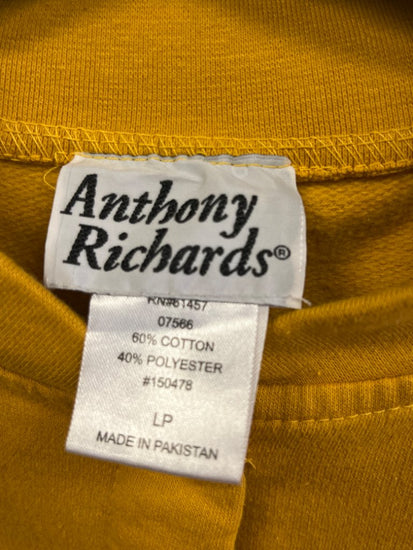 Anthony
Richards®
RN#61457
07566
60% COTTON
40% POLYESTER
#150478
LP
MADE IN PAKISTAN